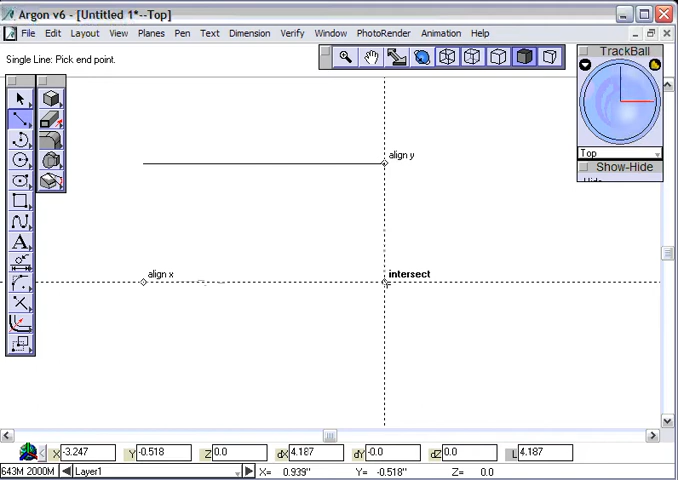 Argon v6 - [Untitled 1*--Top]
File Edit Layout View Planes Pen Text Dimension Verify Window PhotoRender Animation Help
Single Line: Pick end point.
TrackBall
Top
Show-Hide
align y
align x
intersect
A
X -3.247 Y -0.518 Z 0.0 dX 4.187 dY -0.0 dZ 0.0 L 4.187
643M 2000M Layer1 X= 0.939" Y= -0.518" Z= 0.0